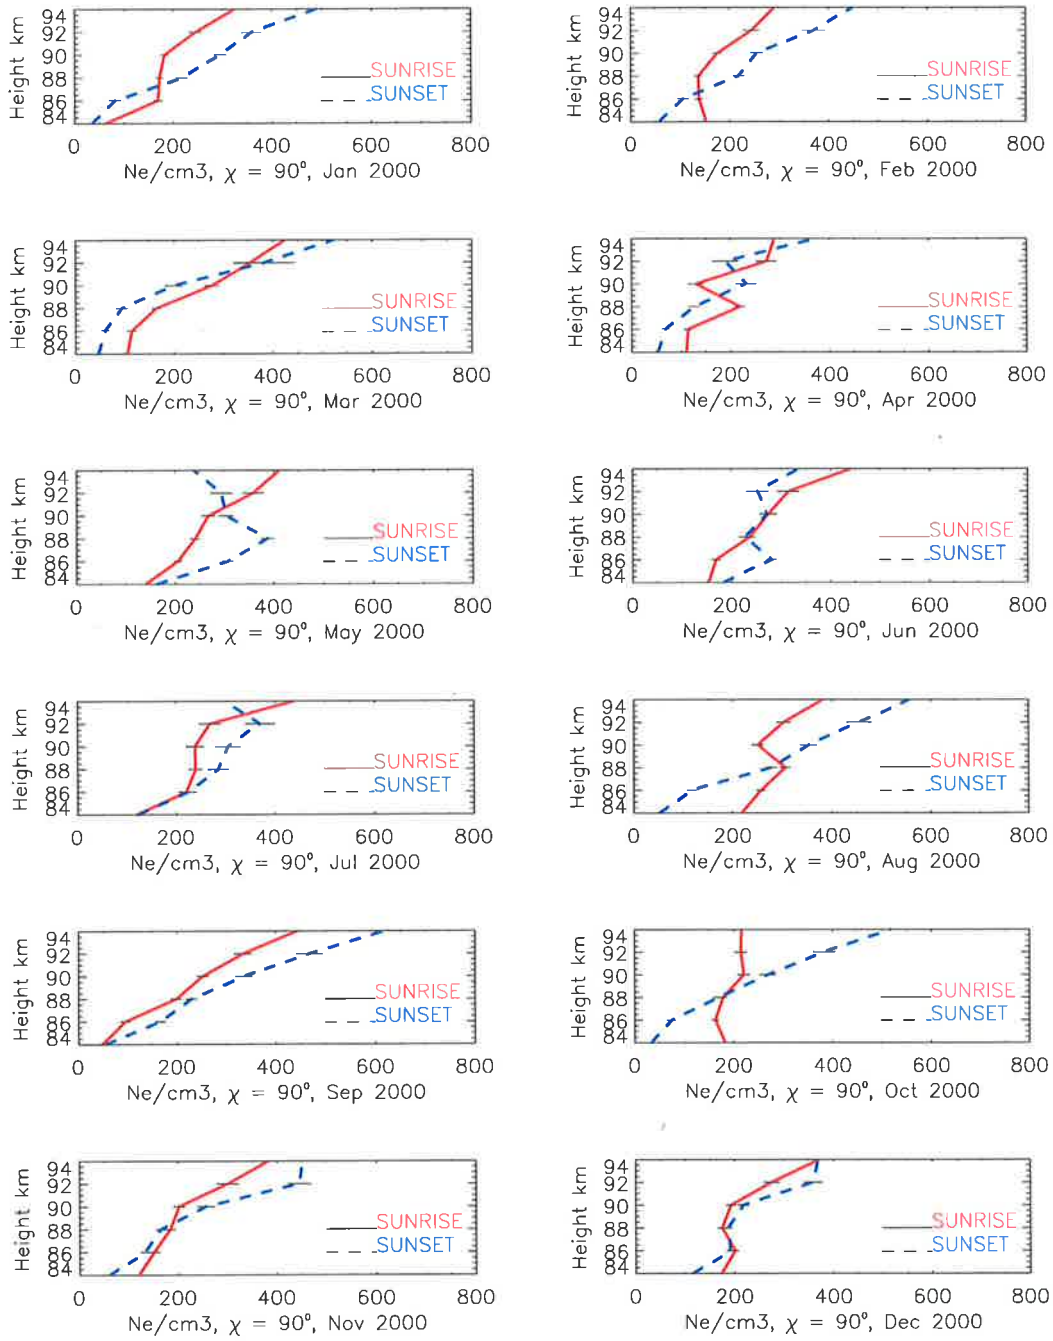 94
92
90
88
86
84
Height km
SUNRISE
SUNSET
0 200 400 600 800
Ne/cm3, χ = 90°, Jan 2000
94
92
90
88
86
84
Height km
SUNRISE
SUNSET
0 200 400 600 800
Ne/cm3, χ = 90°, Feb 2000
94
92
90
88
86
84
Height km
SUNRISE
SUNSET
0 200 400 600 800
Ne/cm3, χ = 90°, Mar 2000
94
92
90
88
86
84
Height km
SUNRISE
SUNSET
0 200 400 600 800
Ne/cm3, χ = 90°, Apr 2000
94
92
90
88
86
84
Height km
SUNRISE
SUNSET
0 200 400 600 800
Ne/cm3, χ = 90°, May 2000
94
92
90
88
86
84
Height km
SUNRISE
SUNSET
0 200 400 600 800
Ne/cm3, χ = 90°, Jun 2000
94
92
90
88
86
84
Height km
SUNRISE
SUNSET
0 200 400 600 800
Ne/cm3, χ = 90°, Jul 2000
94
92
90
88
86
84
Height km
SUNRISE
SUNSET
0 200 400 600 800
Ne/cm3, χ = 90°, Aug 2000
94
92
90
88
86
84
Height km
SUNRISE
SUNSET
0 200 400 600 800
Ne/cm3, χ = 90°, Sep 2000
94
92
90
88
86
84
Height km
SUNRISE
SUNSET
0 200 400 600 800
Ne/cm3, χ = 90°, Oct 2000
94
92
90
88
86
84
Height km
SUNRISE
SUNSET
0 200 400 600 800
Ne/cm3, χ = 90°, Nov 2000
94
92
90
88
86
84
Height km
SUNRISE
SUNSET
0 200 400 600 800
Ne/cm3, χ = 90°, Dec 2000